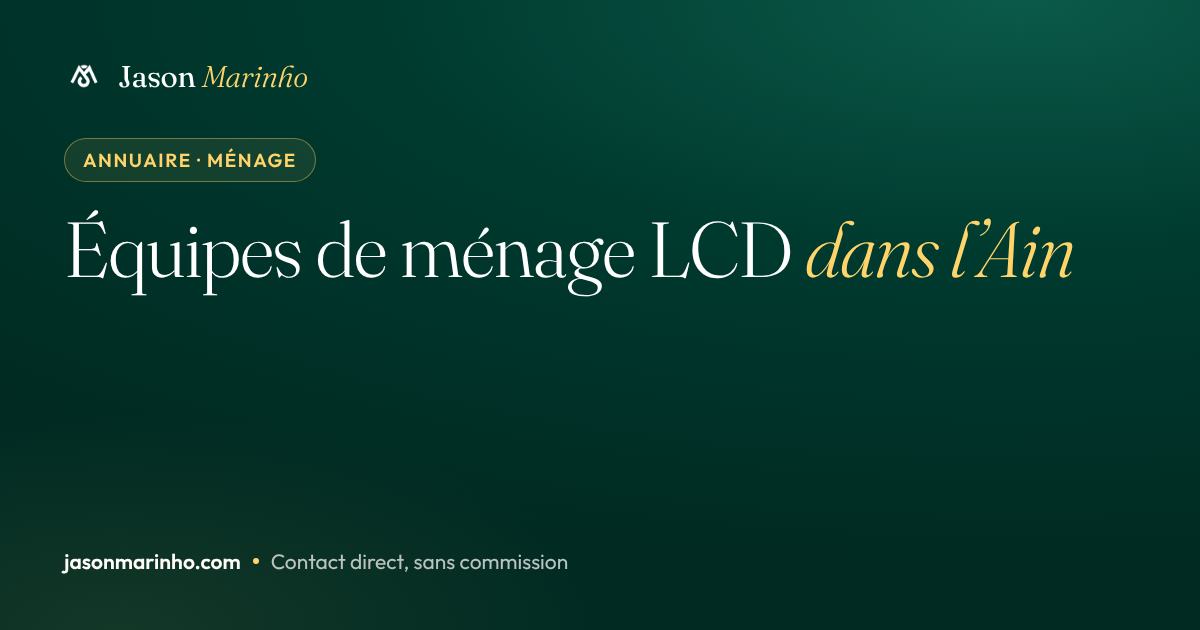 Jason Marinho
ANNUAIRE · MÉNAGE
Équipes de ménage LCD dans l’Ain
jasonmarinho.com • Contact direct, sans commission